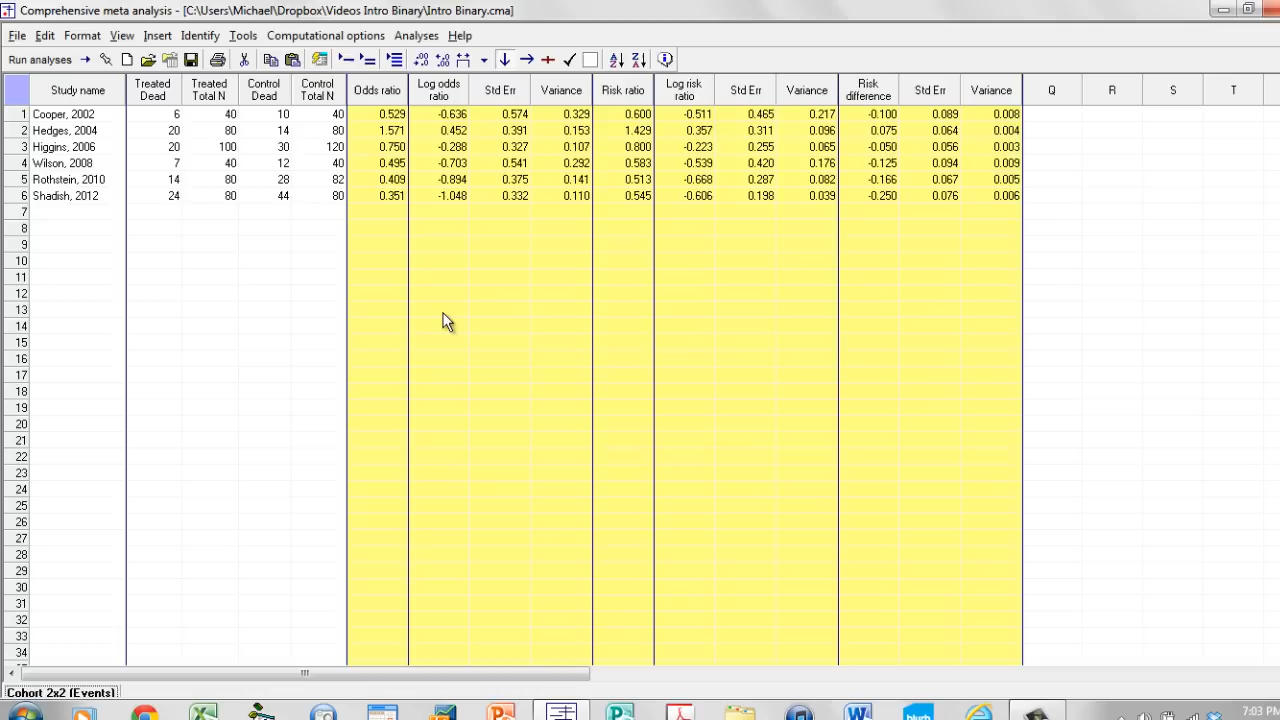 Comprehensive meta analysis - [C:\Users\Michael\Dropbox\Videos Intro Binary\Intro Binary.cma]
File Edit Format View Insert Identify Tools Computational options Analyses Help
Run analyses
Study name Treated Dead Treated Total N Control Dead Control Total N Odds ratio Log odds ratio Std Err Variance Risk ratio Log risk ratio Std Err Variance Risk difference Std Err Variance Q R S T
1 Cooper, 2002 6 40 10 40 0.529 -0.636 0.574 0.329 0.600 -0.511 0.465 0.217 -0.100 0.089 0.008
2 Hedges, 2004 20 80 14 80 1.571 0.452 0.391 0.153 1.429 0.357 0.311 0.096 0.075 0.064 0.004
3 Higgins, 2006 20 100 30 120 0.750 -0.288 0.327 0.107 0.800 -0.223 0.255 0.065 -0.050 0.056 0.003
4 Wilson, 2008 7 40 12 40 0.495 -0.703 0.541 0.292 0.583 -0.539 0.420 0.176 -0.125 0.094 0.009
5 Rothstein, 2010 14 80 28 82 0.409 -0.894 0.375 0.141 0.513 -0.668 0.287 0.082 -0.166 0.067 0.005
6 Shadish, 2012 24 80 44 80 0.351 -1.048 0.332 0.110 0.545 -0.606 0.198 0.039 -0.250 0.076 0.006
7
8
9
10
11
12
13
14
15
16
17
18
19
20
21
22
23
24
25
26
27
28
29
30
31
32
33
34
Cohort 2x2 (Events)
blurb
7:03 PM